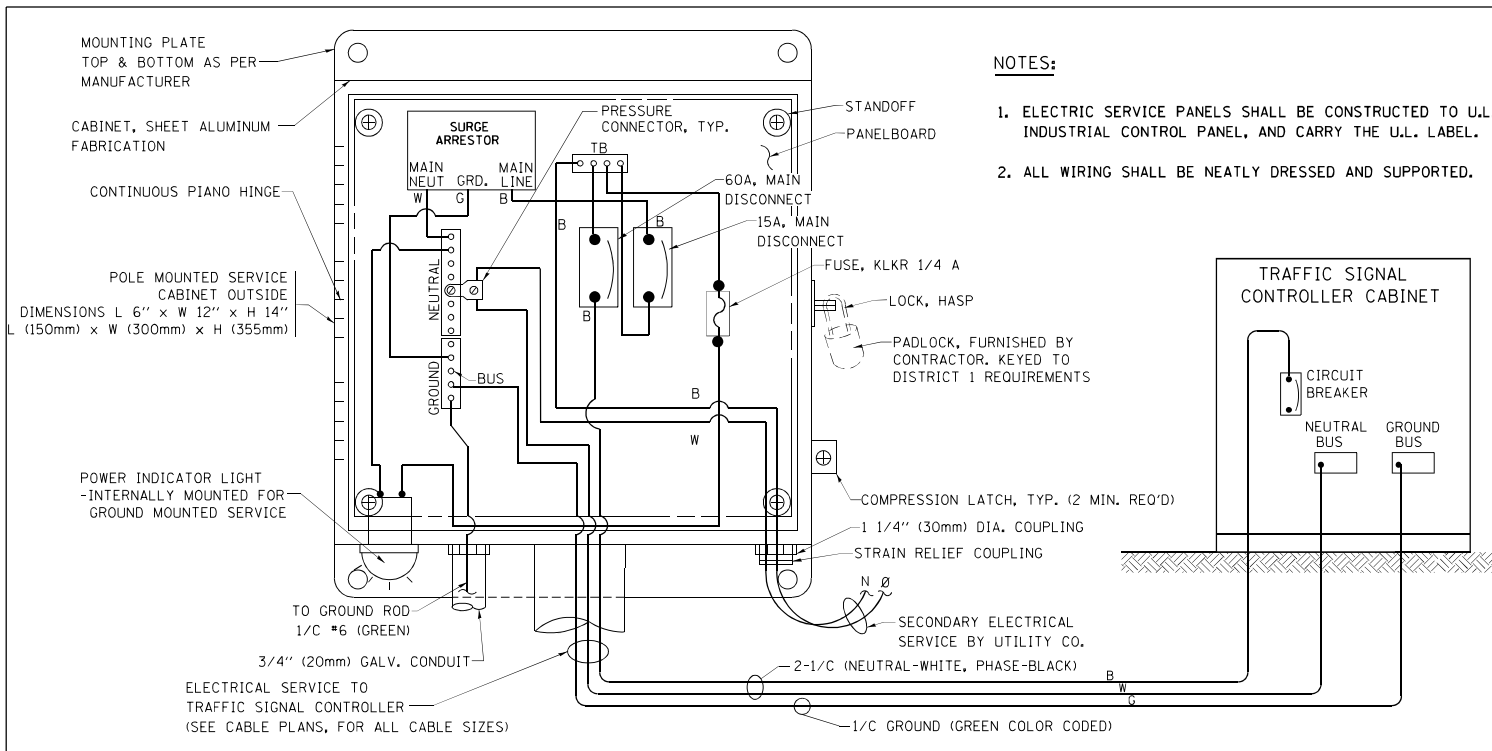 MOUNTING PLATE
TOP & BOTTOM AS PER
MANUFACTURER
CABINET, SHEET ALUMINUM
FABRICATION
CONTINUOUS PIANO HINGE
POLE MOUNTED SERVICE
CABINET OUTSIDE
DIMENSIONS L 6" x W 12" x H 14"
L (150mm) x W (300mm) x H (355mm)
POWER INDICATOR LIGHT
-INTERNALLY MOUNTED FOR
GROUND MOUNTED SERVICE
SURGE
ARRESTOR
MAIN
NEUT
GRD.
MAIN
LINE
W
G
B
PRESSURE
CONNECTOR, TYP.
TB
STANDOFF
PANELBOARD
60A, MAIN
DISCONNECT
15A, MAIN
DISCONNECT
B
B
B
NEUTRAL
GROUND
BUS
FUSE, KLKR 1/4 A
LOCK, HASP
PADLOCK, FURNISHED BY
CONTRACTOR. KEYED TO
DISTRICT 1 REQUIREMENTS
B
W
COMPRESSION LATCH, TYP. (2 MIN. REQ'D)
1 1/4" (30mm) DIA. COUPLING
STRAIN RELIEF COUPLING
N Ø
SECONDARY ELECTRICAL
SERVICE BY UTILITY CO.
TO GROUND ROD
1/C #6 (GREEN)
3/4" (20mm) GALV. CONDUIT
ELECTRICAL SERVICE TO
TRAFFIC SIGNAL CONTROLLER
(SEE CABLE PLANS, FOR ALL CABLE SIZES)
2-1/C (NEUTRAL-WHITE, PHASE-BLACK)
1/C GROUND (GREEN COLOR CODED)
B
W
G
NOTES:
1. ELECTRIC SERVICE PANELS SHALL BE CONSTRUCTED TO U.L
INDUSTRIAL CONTROL PANEL, AND CARRY THE U.L. LABEL.
2. ALL WIRING SHALL BE NEATLY DRESSED AND SUPPORTED.
TRAFFIC SIGNAL
CONTROLLER CABINET
CIRCUIT
BREAKER
NEUTRAL
BUS
GROUND
BUS